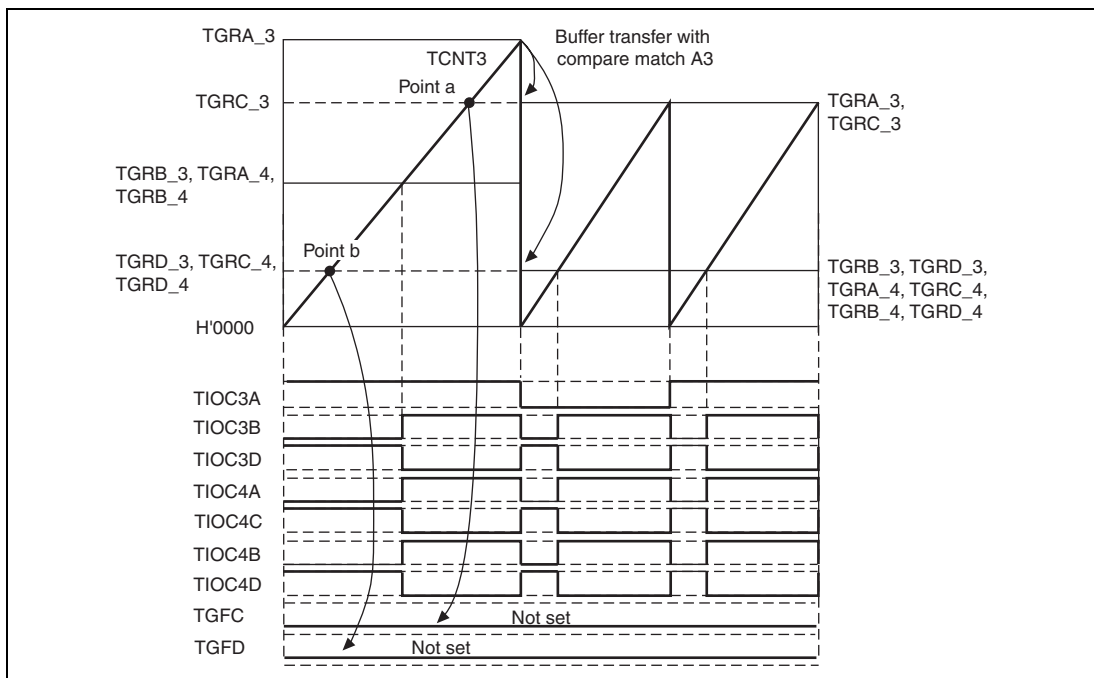 TGRA_3
TCNT3
Buffer transfer with
compare match A3
Point a
TGRC_3
TGRA_3,
TGRC_3
TGRB_3, TGRA_4,
TGRB_4
Point b
TGRD_3, TGRC_4,
TGRD_4
TGRB_3, TGRD_3,
TGRA_4, TGRC_4,
TGRB_4, TGRD_4
H'0000
TIOC3A
TIOC3B
TIOC3D
TIOC4A
TIOC4C
TIOC4B
TIOC4D
TGFC
Not set
TGFD
Not set